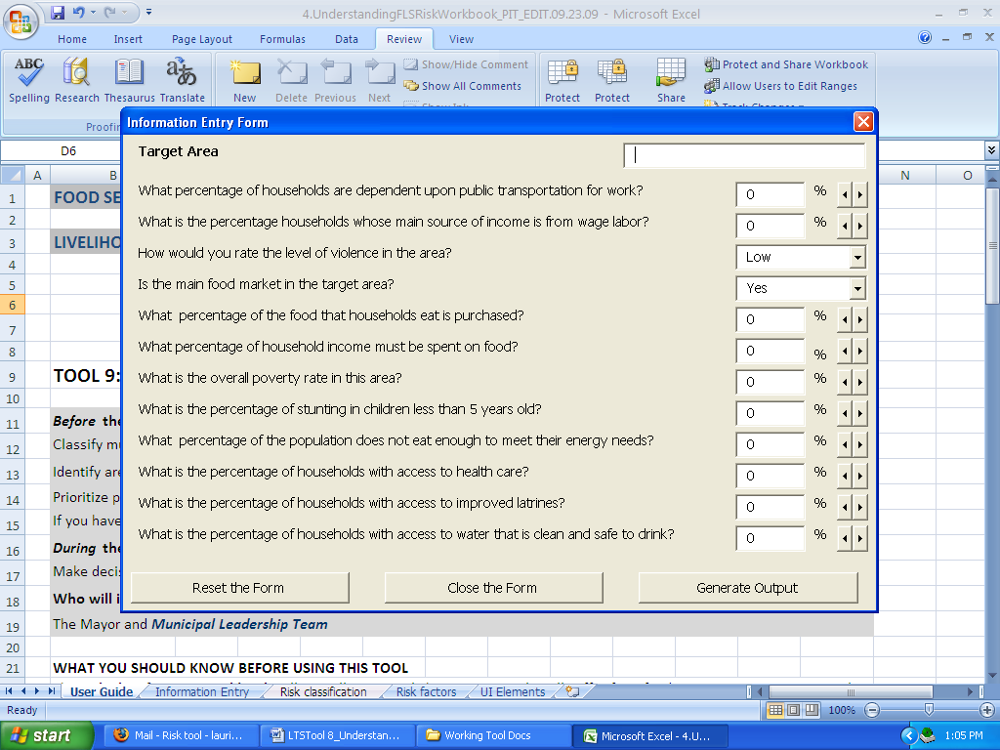 4.UnderstandingFLSRiskWorkbook_PIT_EDIT.09.23.09 - Microsoft Excel
Home Insert Page Layout Formulas Data Review View
ABC
Spelling Research Thesaurus Translate New Delete Previous Next Show/Hide Comment Protect Protect Share Protect and Share Workbook
Show All Comments Allow Users to Edit Ranges
Show Ink Track Changes
Proofin
Information Entry Form
D6
Target Area
A B N O
What percentage of households are dependent upon public transportation for work? 0 %
What is the percentage households whose main source of income is from wage labor? 0 %
How would you rate the level of violence in the area? Low
Is the main food market in the target area? Yes
What percentage of the food that households eat is purchased? 0 %
What percentage of household income must be spent on food? 0 %
What is the overall poverty rate in this area? 0 %
What is the percentage of stunting in children less than 5 years old? 0 %
What percentage of the population does not eat enough to meet their energy needs? 0 %
What is the percentage of households with access to health care? 0 %
What is the percentage of households with access to improved latrines? 0 %
What is the percentage of households with access to water that is clean and safe to drink? 0 %
Reset the Form Close the Form Generate Output
1 FOOD SE
2
3 LIVELIHO
4
5
6
7
8
9 TOOL 9:
10
11 Before the
12 Classify mu
13 Identify are
14 Prioritize p
15 If you have
16 During the
17 Make decis
18 Who will i
19 The Mayor and Municipal Leadership Team
20
21 WHAT YOU SHOULD KNOW BEFORE USING THIS TOOL
User Guide Information Entry Risk classification Risk factors UI Elements
Ready 100%
start Mail - Risk tool - lauri... LTSTool 8_Understan... Working Tool Docs Microsoft Excel - 4.U... 1:05 PM